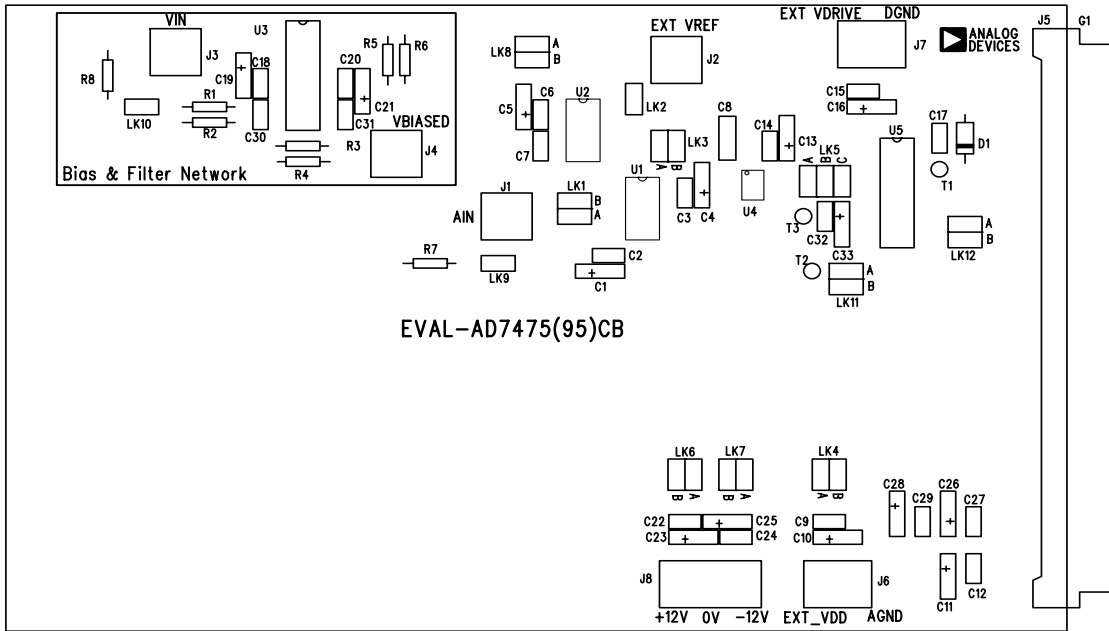 VIN
J3
U3
R8
LK10
R1
R2
C19
C18
C30
C20
C21
C31
R5
R6
R3
R4
VBIASED
J4
Bias & Filter Network
LK8
A
B
EXT VREF
J2
EXT VDRIVE
DGND
J7
ANALOG
DEVICES
J5
G1
C5
C6
C7
U2
LK2
LK3
A
B
C8
C14
C13
C15
C16
U5
C17
D1
T1
J1
AIN
LK1
B
A
U1
C3
C4
U4
LK5
A
B
C
T3
C32
C33
LK12
A
B
R7
LK9
C2
C1
T2
LK11
A
B
EVAL-AD7475(95)CB
LK6
B
A
LK7
B
A
LK4
A
B
C22
C25
C23
C24
C9
C10
C28
C29
C26
C27
C11
C12
J8
+12V
0V
-12V
J6
EXT_VDD
AGND